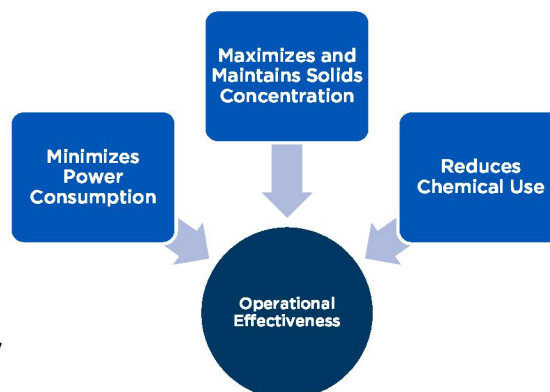 Maximizes and
Maintains Solids
Concentration
Minimizes
Power
Consumption
Reduces
Chemical Use
Operational
Effectiveness